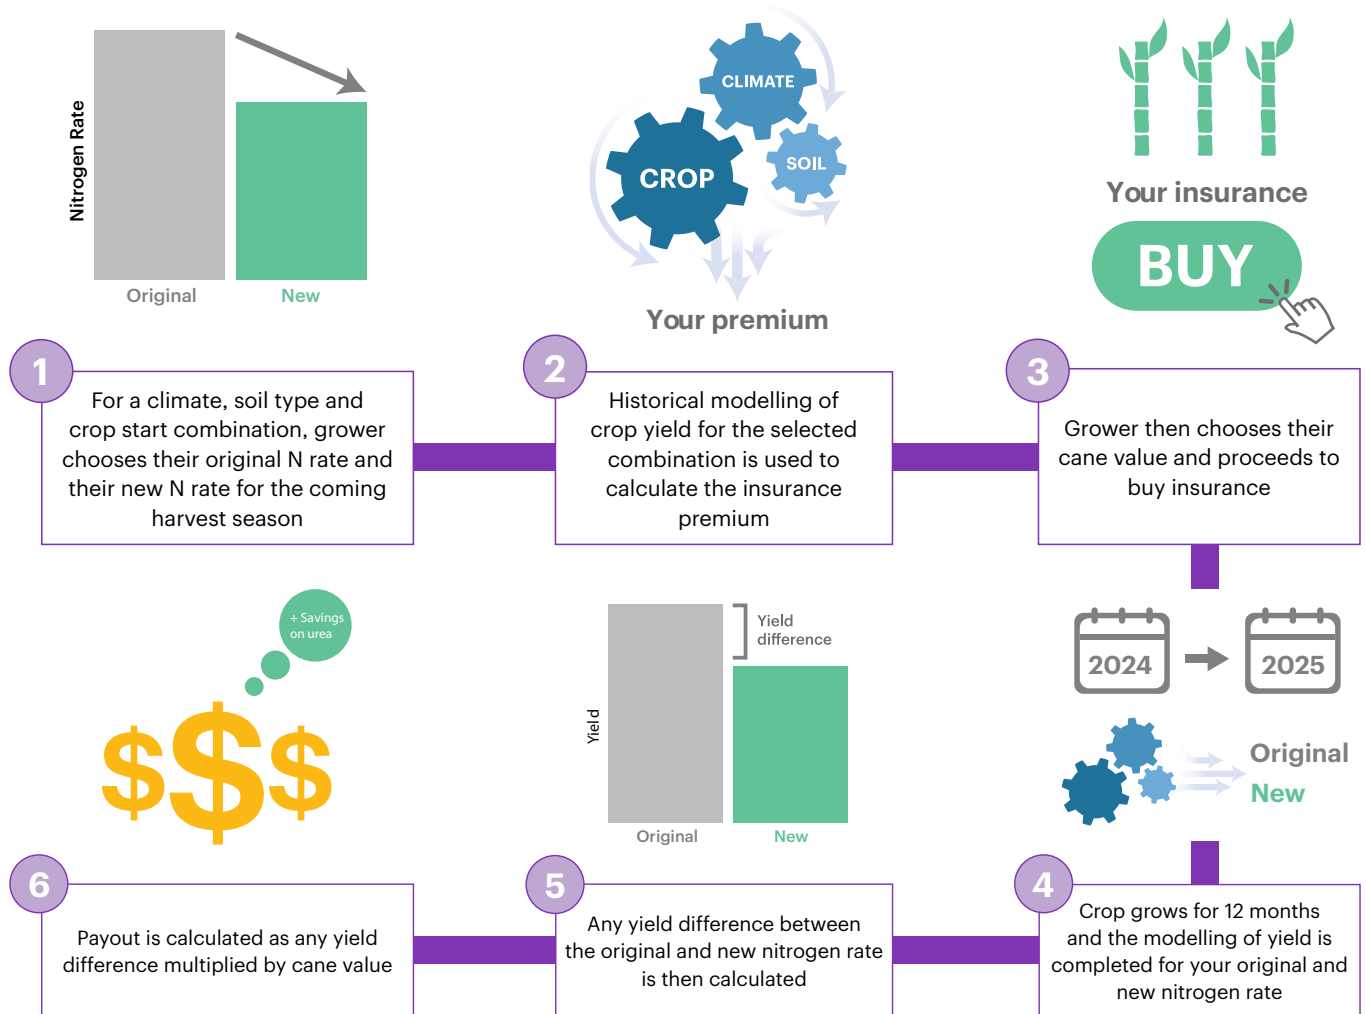 Nitrogen Rate
Original
New
CLIMATE
CROP
SOIL
Your premium
Your insurance
BUY
1
For a climate, soil type and
crop start combination, grower
chooses their original N rate and
their new N rate for the coming
harvest season
2
Historical modelling of
crop yield for the selected
combination is used to
calculate the insurance
premium
3
Grower then chooses their
cane value and proceeds to
buy insurance
2024
2025
Original
New
4
Crop grows for 12 months
and the modelling of yield is
completed for your original and
new nitrogen rate
Yield
Yield
difference
Original
New
5
Any yield difference between
the original and new nitrogen rate
is then calculated
+ Savings
on urea
$$$
6
Payout is calculated as any yield
difference multiplied by cane value